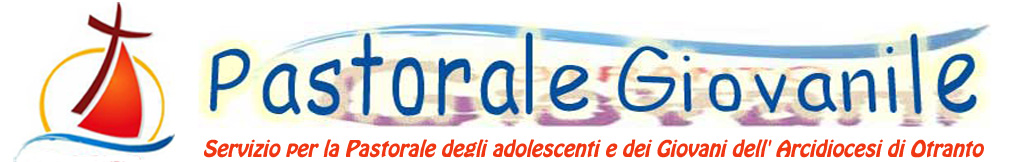 Pastorale Giovanile
Servizio per la Pastorale degli adolescenti e dei Giovani dell' Arcidiocesi di Otranto